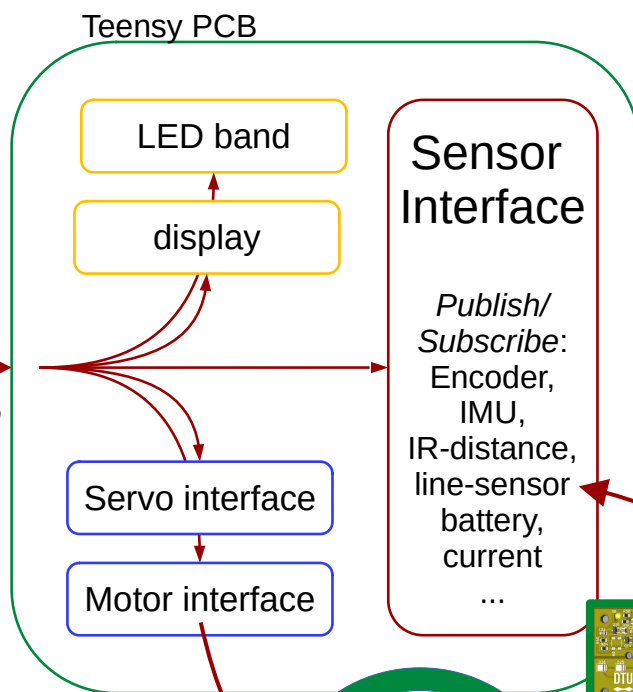 Teensy PCB
LED band
display
Servo interface
Motor interface
Sensor
Interface
Publish/
Subscribe:
Encoder,
IMU,
IR-distance,
line-sensor
battery,
current
...
DTU